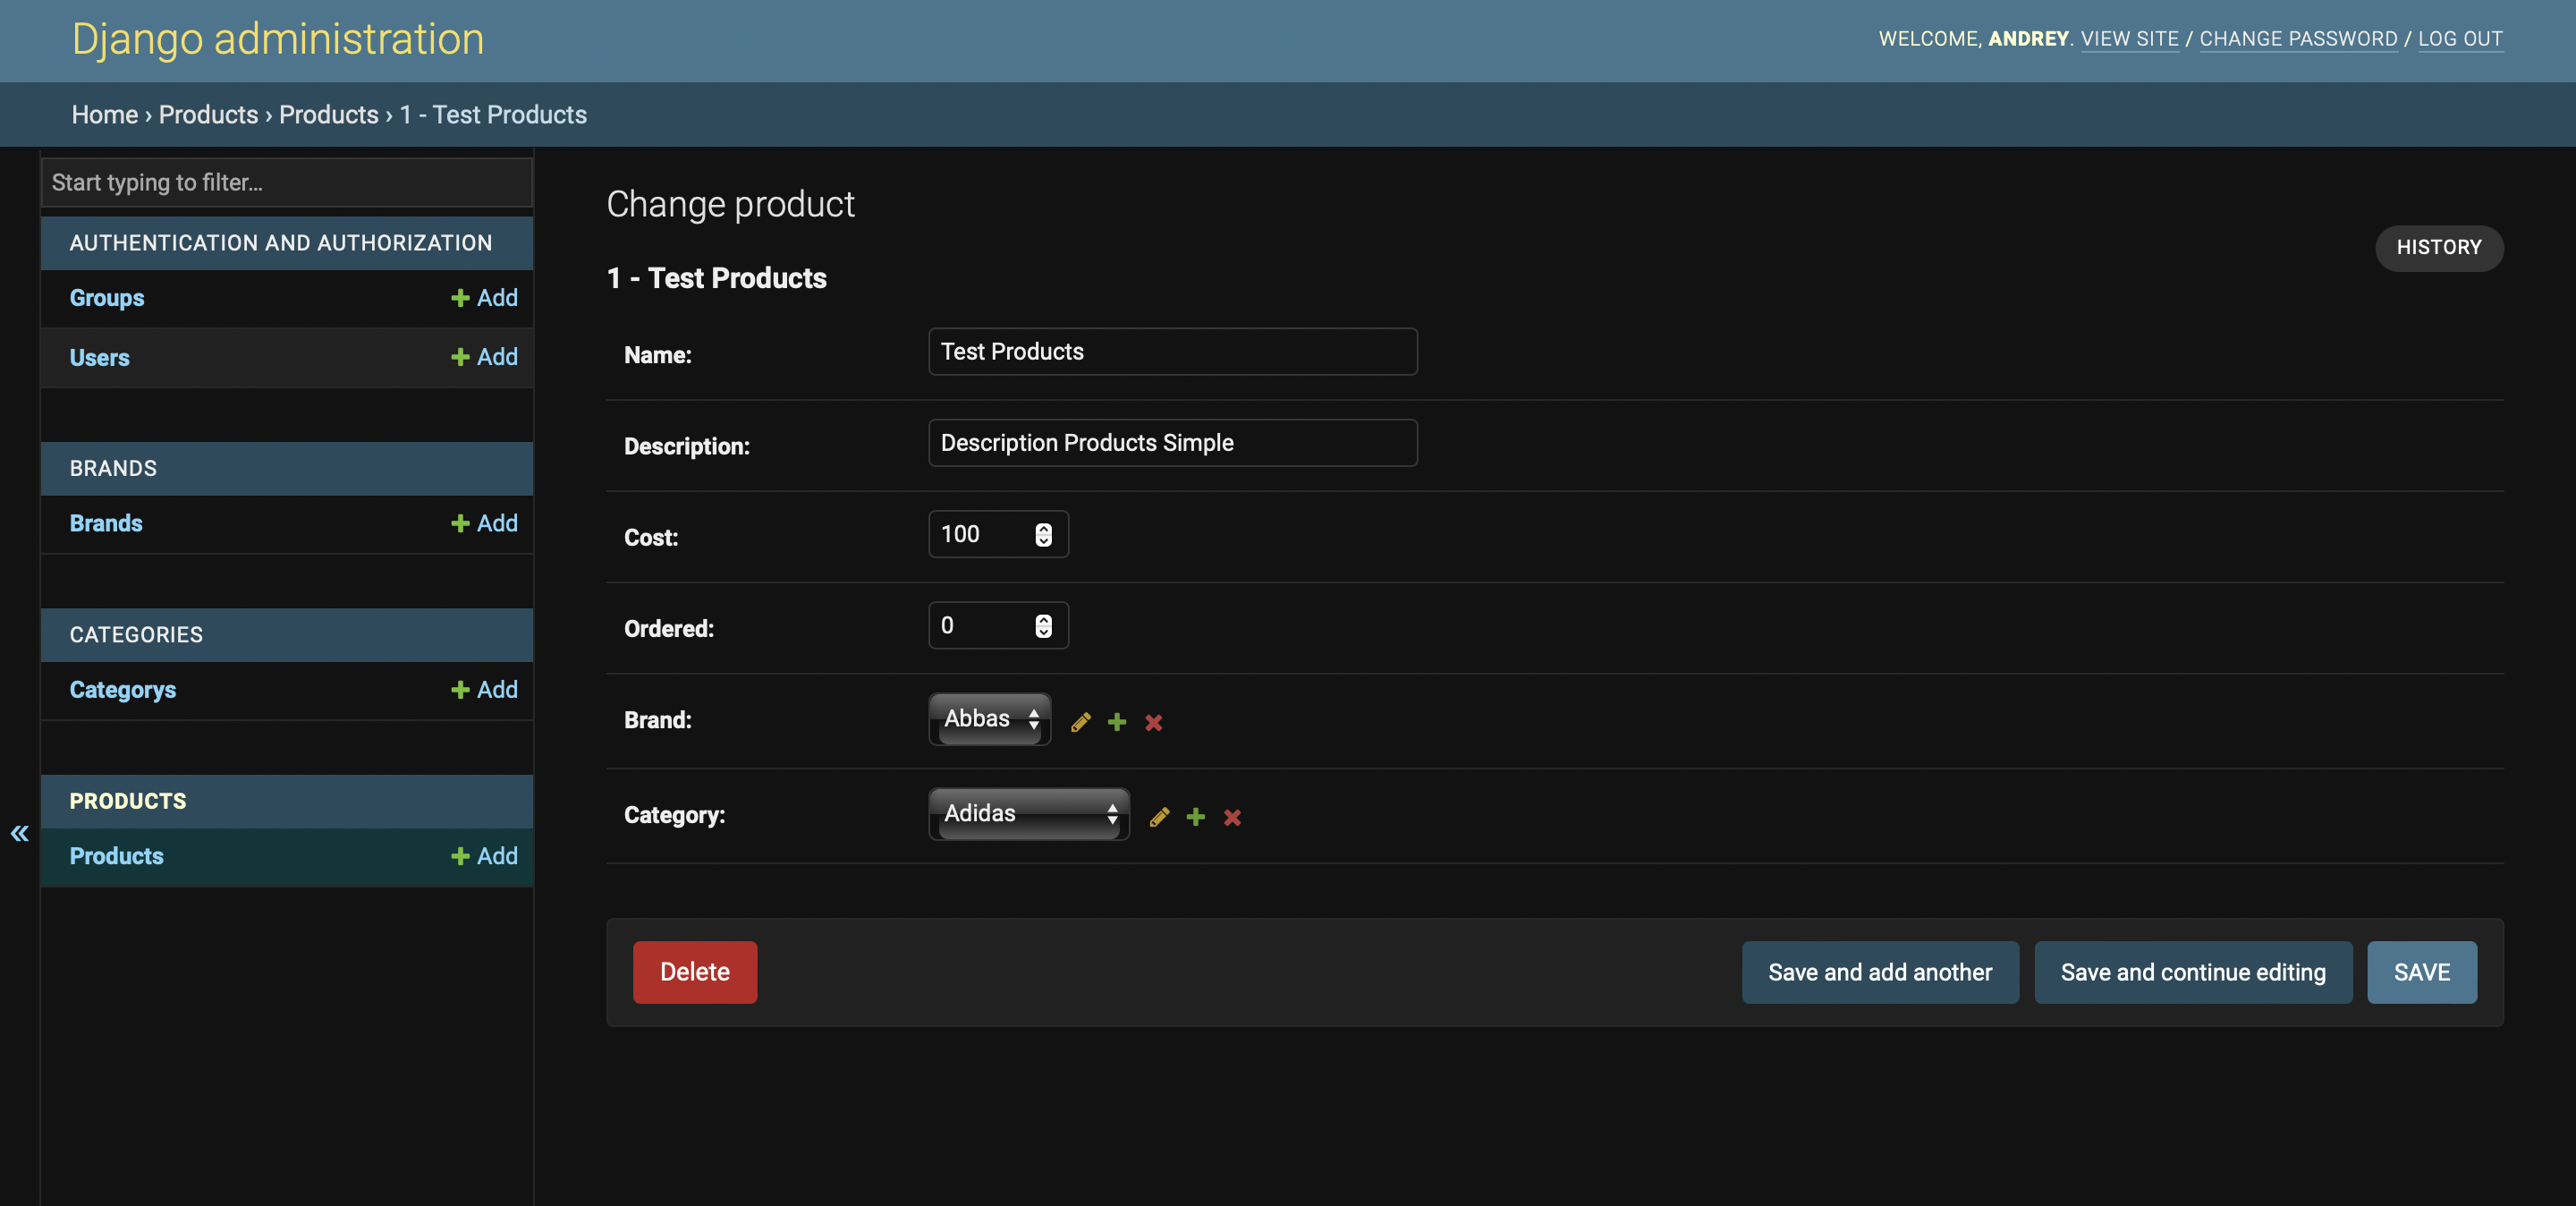 Django administration
WELCOME, ANDREY. VIEW SITE / CHANGE PASSWORD / LOG OUT
Home › Products › Products › 1 - Test Products
Start typing to filter...
AUTHENTICATION AND AUTHORIZATION
Groups + Add
Users + Add
BRANDS
Brands + Add
CATEGORIES
Categorys + Add
PRODUCTS
Products + Add
«
Change product
HISTORY
1 - Test Products
Name: Test Products
Description: Description Products Simple
Cost: 100
Ordered: 0
Brand: Abbas
Category: Adidas
Delete
Save and add another
Save and continue editing
SAVE